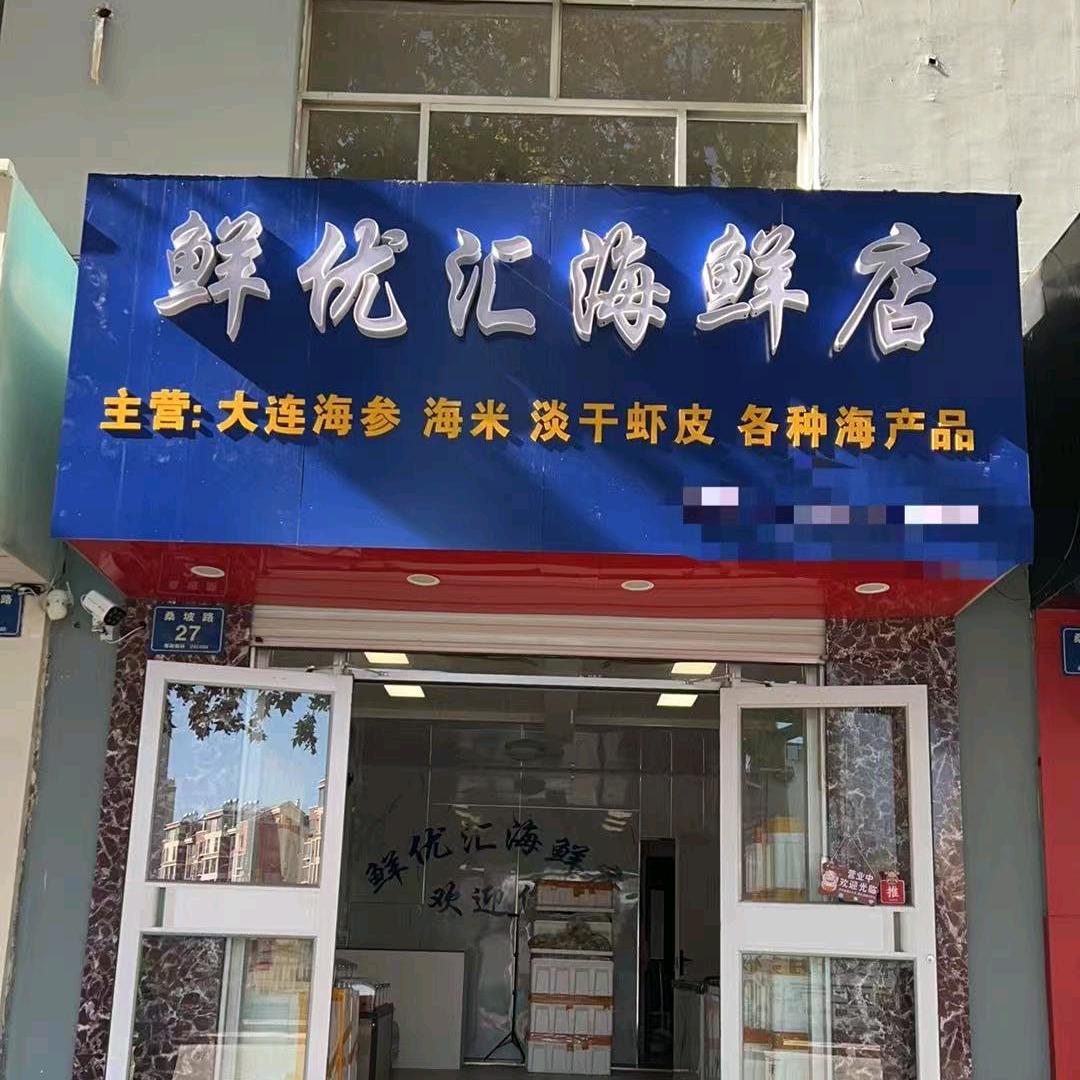 鲜优汇海鲜店
主营:大连海参 海米 淡干虾皮 各种海产品
桑坡路
27
鲜优汇海鲜
欢迎
营业中
欢迎光临
推